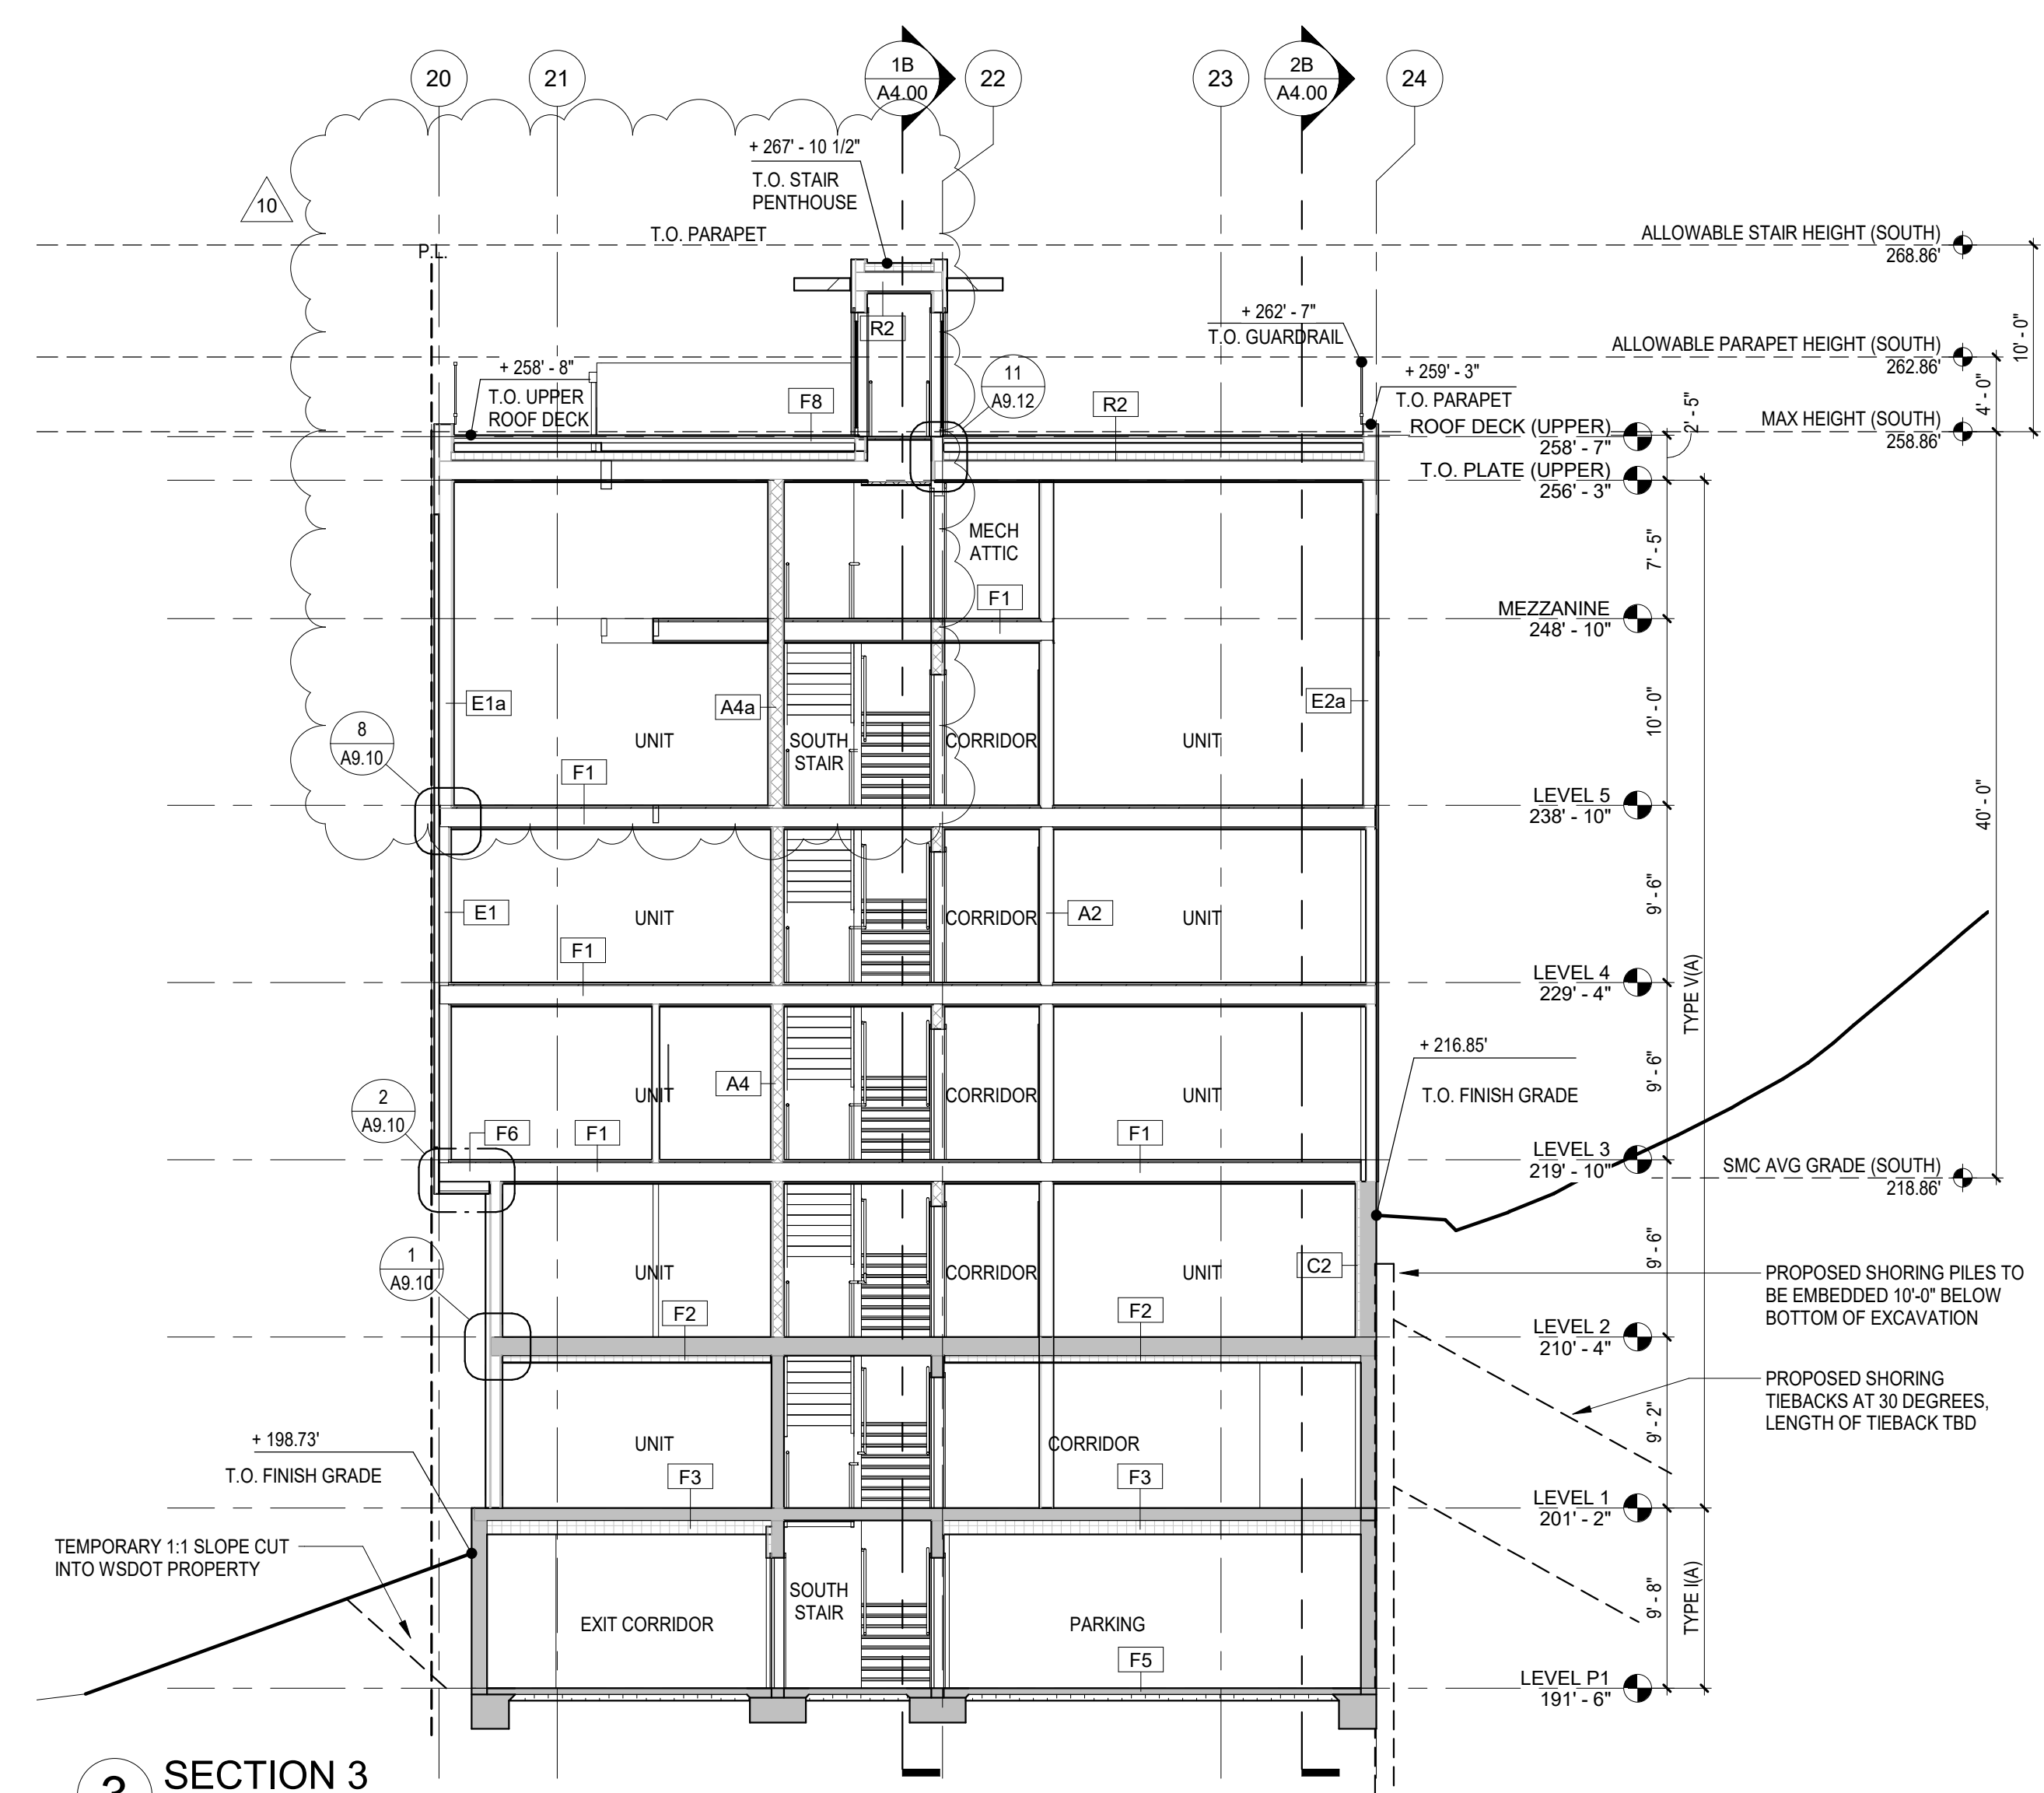 20
21
1B
A4.00
22
23
2B
A4.00
24
+ 267' - 10 1/2"
T.O. STAIR
PENTHOUSE
10
T.O. PARAPET
P.L.
ALLOWABLE STAIR HEIGHT (SOUTH)
268.86'
+ 262' - 7"
T.O. GUARDRAIL
R2
10' - 0"
ALLOWABLE PARAPET HEIGHT (SOUTH)
262.86'
+ 258' - 8"
T.O. UPPER
ROOF DECK
11
A9.12
+ 259' - 3"
T.O. PARAPET
F8
R2
4' - 0"
2' - 5"
MAX HEIGHT (SOUTH)
258.86'
ROOF DECK (UPPER)
258' - 7"
T.O. PLATE (UPPER)
256' - 3"
MECH
ATTIC
7' - 5"
F1
MEZZANINE
248' - 10"
E1a
A4a
E2a
10' - 0"
8
A9.10
UNIT
SOUTH
STAIR
CORRIDOR
UNIT
F1
LEVEL 5
238' - 10"
40' - 0"
9' - 6"
E1
UNIT
CORRIDOR
A2
UNIT
F1
LEVEL 4
229' - 4"
TYPE V(A)
+ 216.85'
T.O. FINISH GRADE
9' - 6"
A4
UNIT
CORRIDOR
UNIT
2
A9.10
F6
F1
F1
LEVEL 3
219' - 10"
SMC AVG GRADE (SOUTH)
218.86'
9' - 6"
1
A9.10
UNIT
CORRIDOR
UNIT
C2
PROPOSED SHORING PILES TO
BE EMBEDDED 10'-0" BELOW
BOTTOM OF EXCAVATION
F2
F2
LEVEL 2
210' - 4"
PROPOSED SHORING
TIEBACKS AT 30 DEGREES,
LENGTH OF TIEBACK TBD
9' - 2"
+ 198.73'
T.O. FINISH GRADE
UNIT
CORRIDOR
F3
F3
LEVEL 1
201' - 2"
TEMPORARY 1:1 SLOPE CUT
INTO WSDOT PROPERTY
SOUTH
STAIR
9' - 8"
TYPE I(A)
EXIT CORRIDOR
PARKING
F5
LEVEL P1
191' - 6"
3
SECTION 3